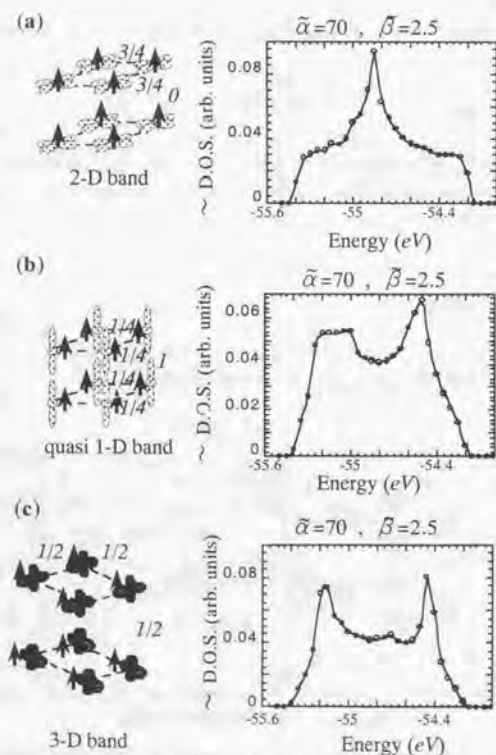 (a)
3/4
3/4
0
2-D band
α̃=70 , β̃=2.5
~ D.O.S. (arb. units)
0.08
0.04
0
-55.6
-55
-54.4
Energy (eV)
(b)
1/4
1/4
1/4
1/4
1
quasi 1-D band
α̃=70 , β̃=2.5
~ D.O.S. (arb. units)
0.06
0.04
0.02
0
-55.6
-55
-54.4
Energy (eV)
(c)
1/2
1/2
1/2
3-D band
α̃=70 , β̃=2.5
~ D.O.S. (arb. units)
0.08
0.04
0
-55.6
-55
-54.4
Energy (eV)